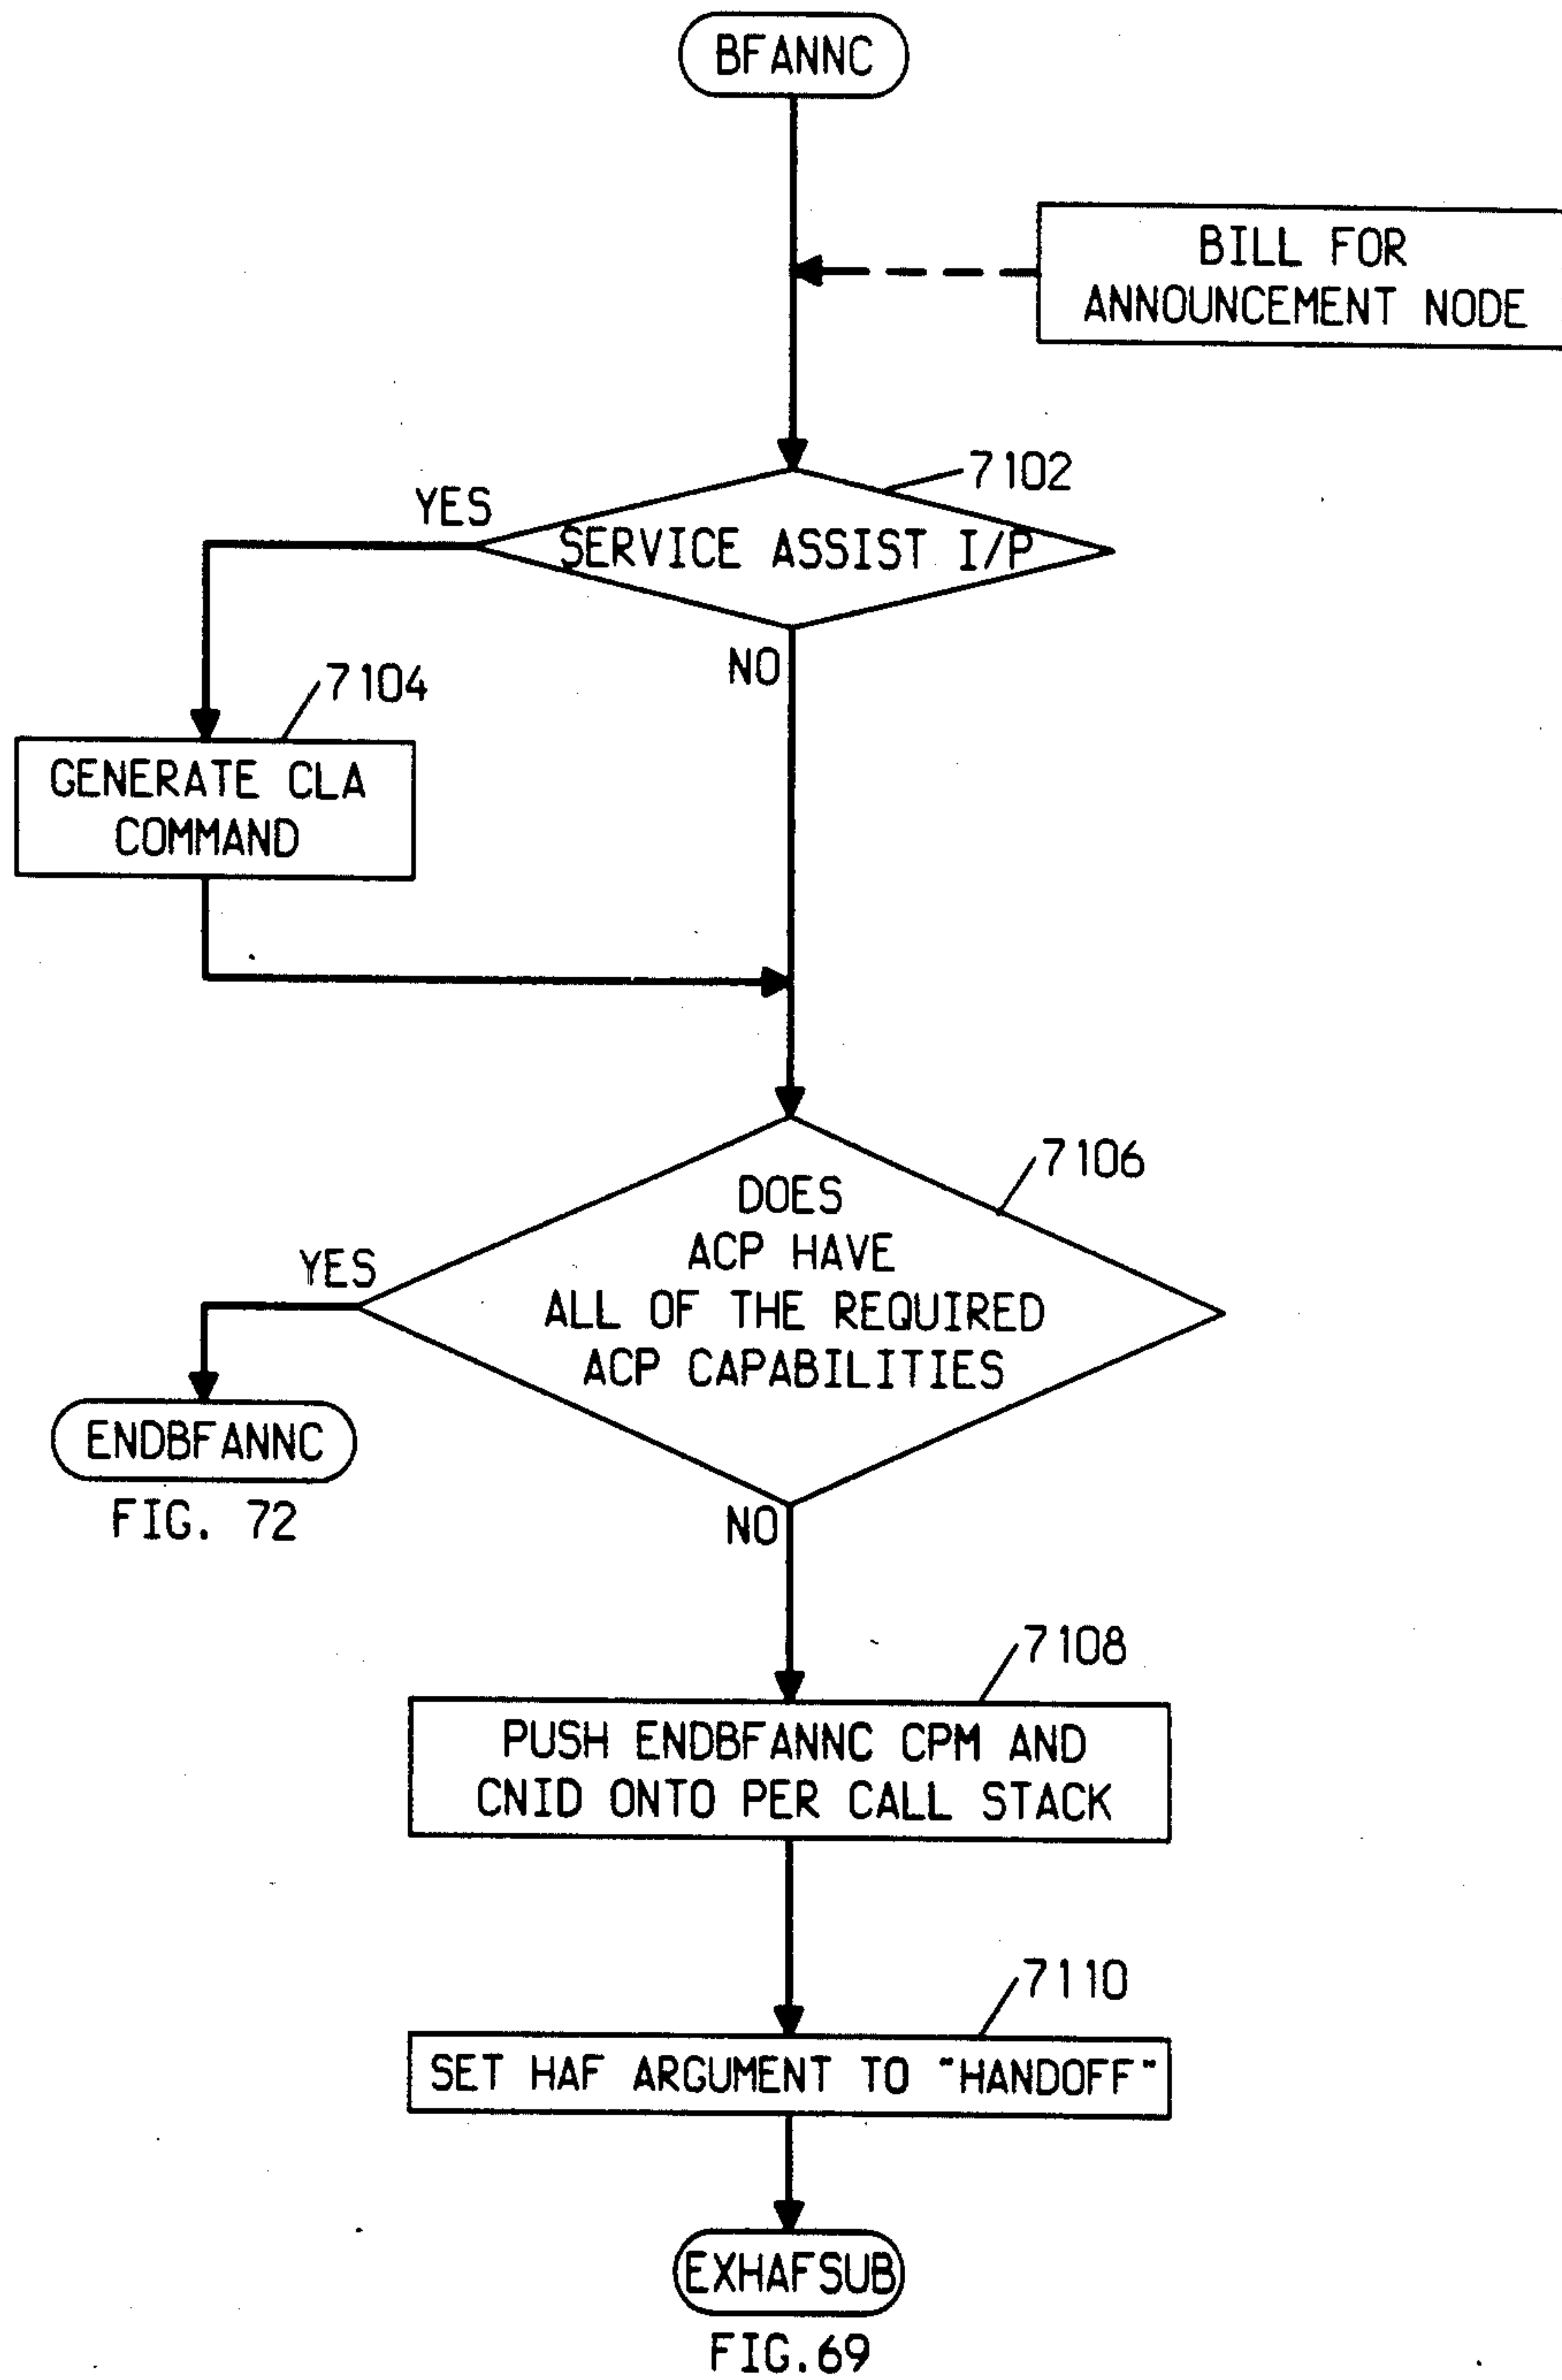 BFANNC
BILL FOR
ANNOUNCEMENT NODE
7102
YES
SERVICE ASSIST I/P
NO
7104
GENERATE CLA
COMMAND
7106
DOES
ACP HAVE
ALL OF THE REQUIRED
ACP CAPABILITIES
YES
ENDBFANNC
FIG. 72
NO
7108
PUSH ENDBFANNC CPM AND
CNID ONTO PER CALL STACK
7110
SET HAF ARGUMENT TO "HANDOFF"
EXHAFSUB
FIG.69